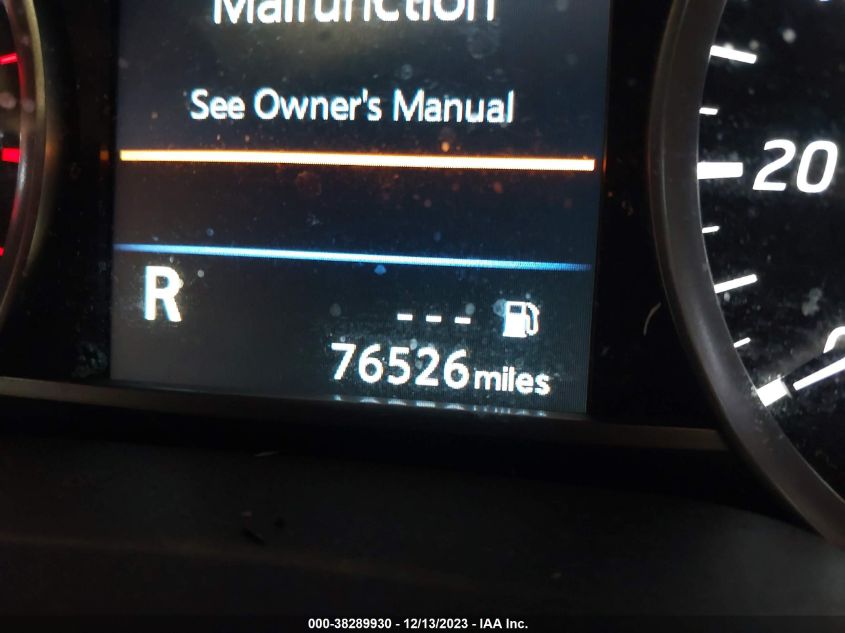 Malfunction
See Owner's Manual
20
R
---
76526 miles
000-38289930 - 12/13/2023 - IAA Inc.